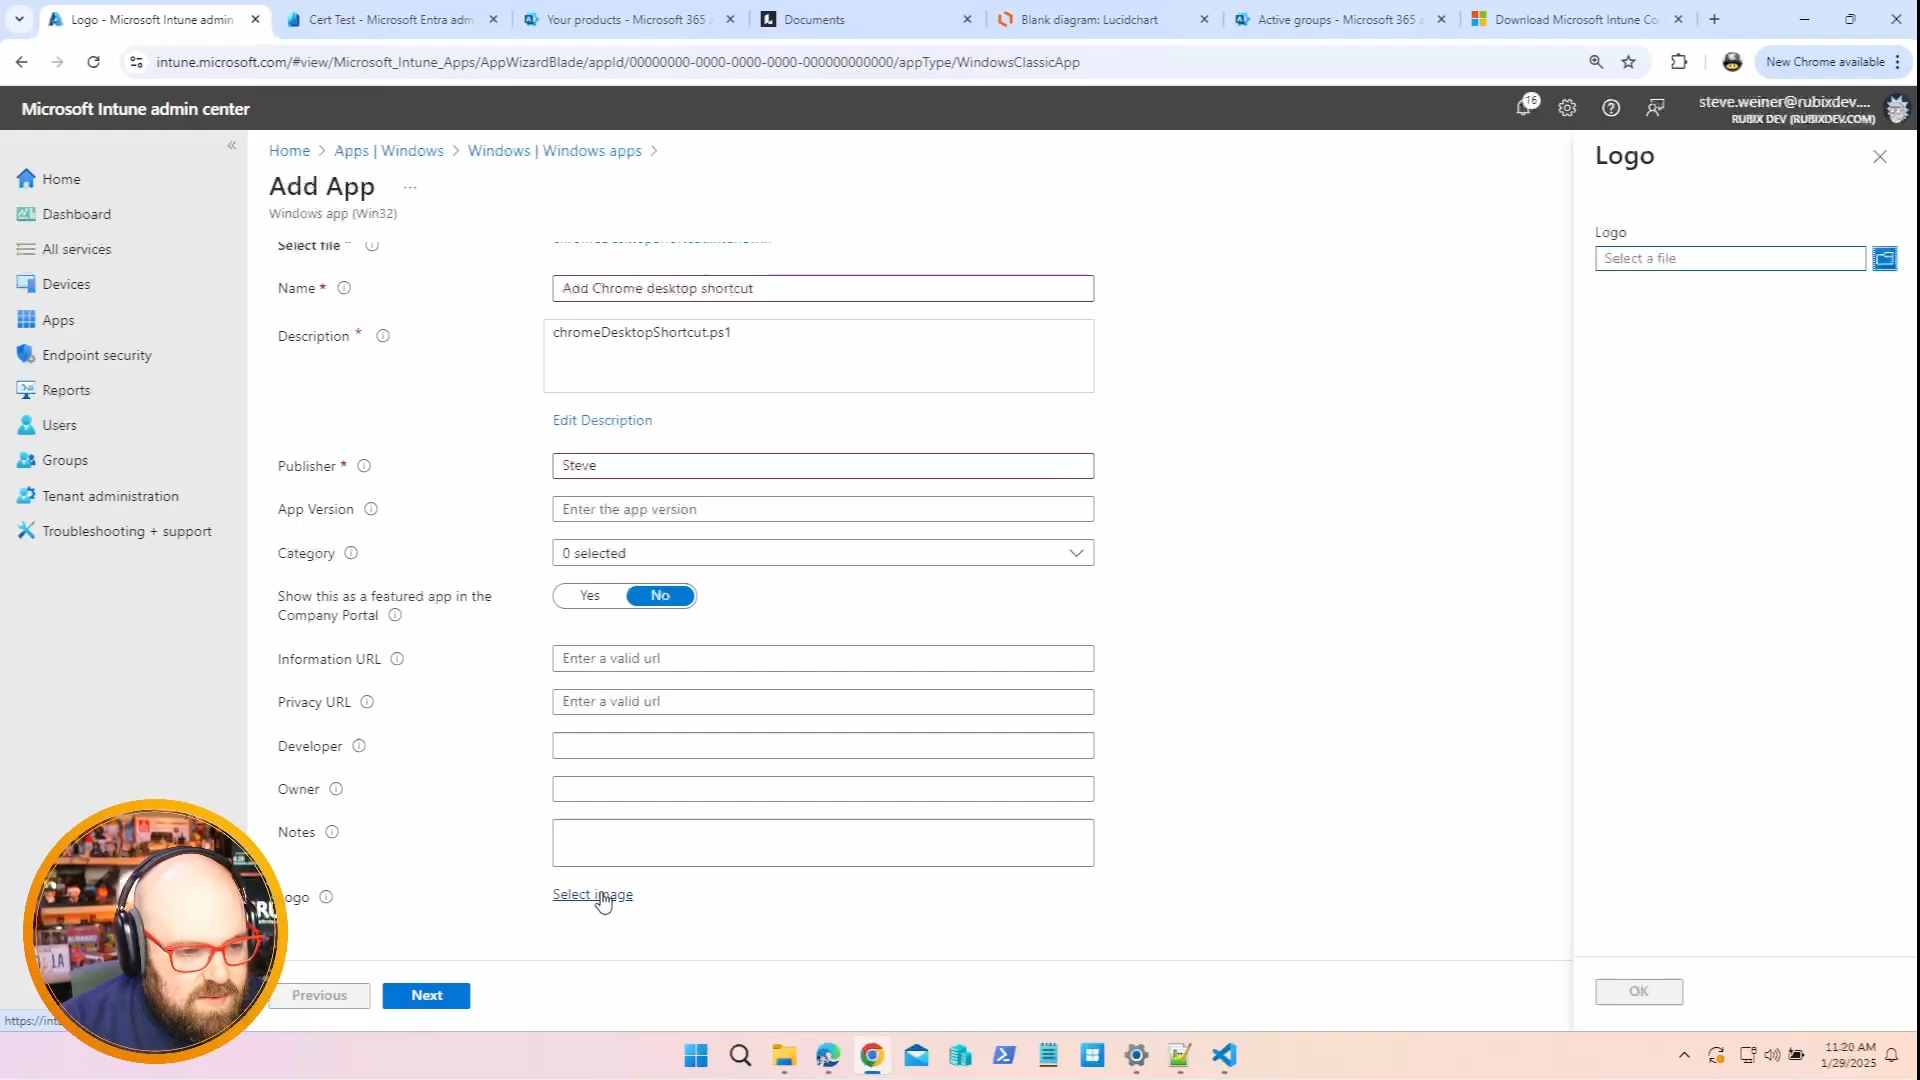 Logo - Microsoft Intune admin
Cert Test - Microsoft Entra adm
Your products - Microsoft 365
Documents
Blank diagram: Lucidchart
Active groups - Microsoft 365
Download Microsoft Intune Co
intune.microsoft.com/#view/Microsoft_Intune_Apps/AppWizardBlade/appId/00000000-0000-0000-0000-000000000000/appType/WindowsClassicApp
New Chrome available
Microsoft Intune admin center
16
steve.weiner@rubixdev....
RUBIX DEV (RUBIXDEV.COM)
Home
Dashboard
All services
Devices
Apps
Endpoint security
Reports
Users
Groups
Tenant administration
Troubleshooting + support
Home > Apps | Windows > Windows | Windows apps >
Add App ...
Windows app (Win32)
Select file *
Name *
Add Chrome desktop shortcut
Description *
chromeDesktopShortcut.ps1
Edit Description
Publisher *
Steve
App Version
Enter the app version
Category
0 selected
Show this as a featured app in the
Company Portal
Yes
No
Information URL
Enter a valid url
Privacy URL
Enter a valid url
Developer
Owner
Notes
ogo
Select image
Previous
Next
https://int
Logo
Logo
Select a file
OK
11:20 AM
1/29/2025